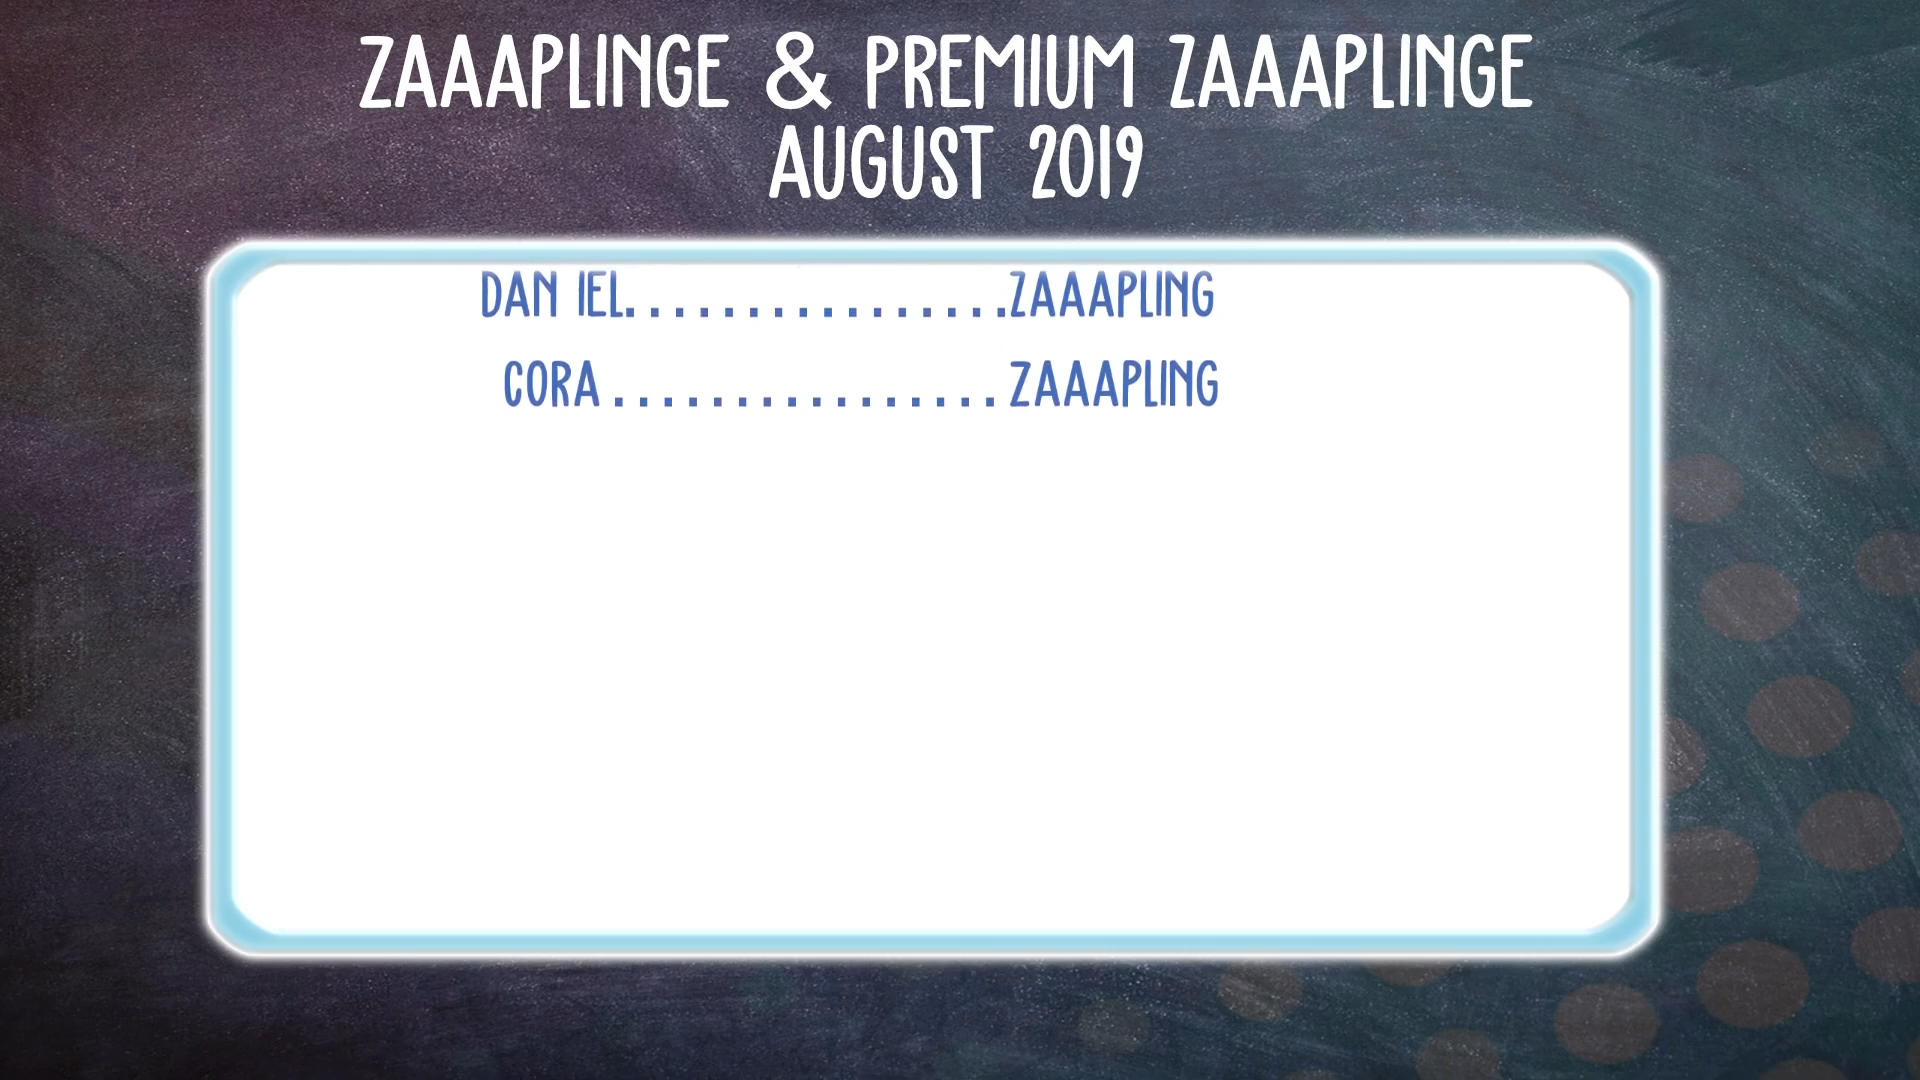 ZAAAPLINGE & PREMIUM ZAAAPLINGE
AUGUST 2019
DAN IEL................ZAAAPLING
CORA ................ ZAAAPLING